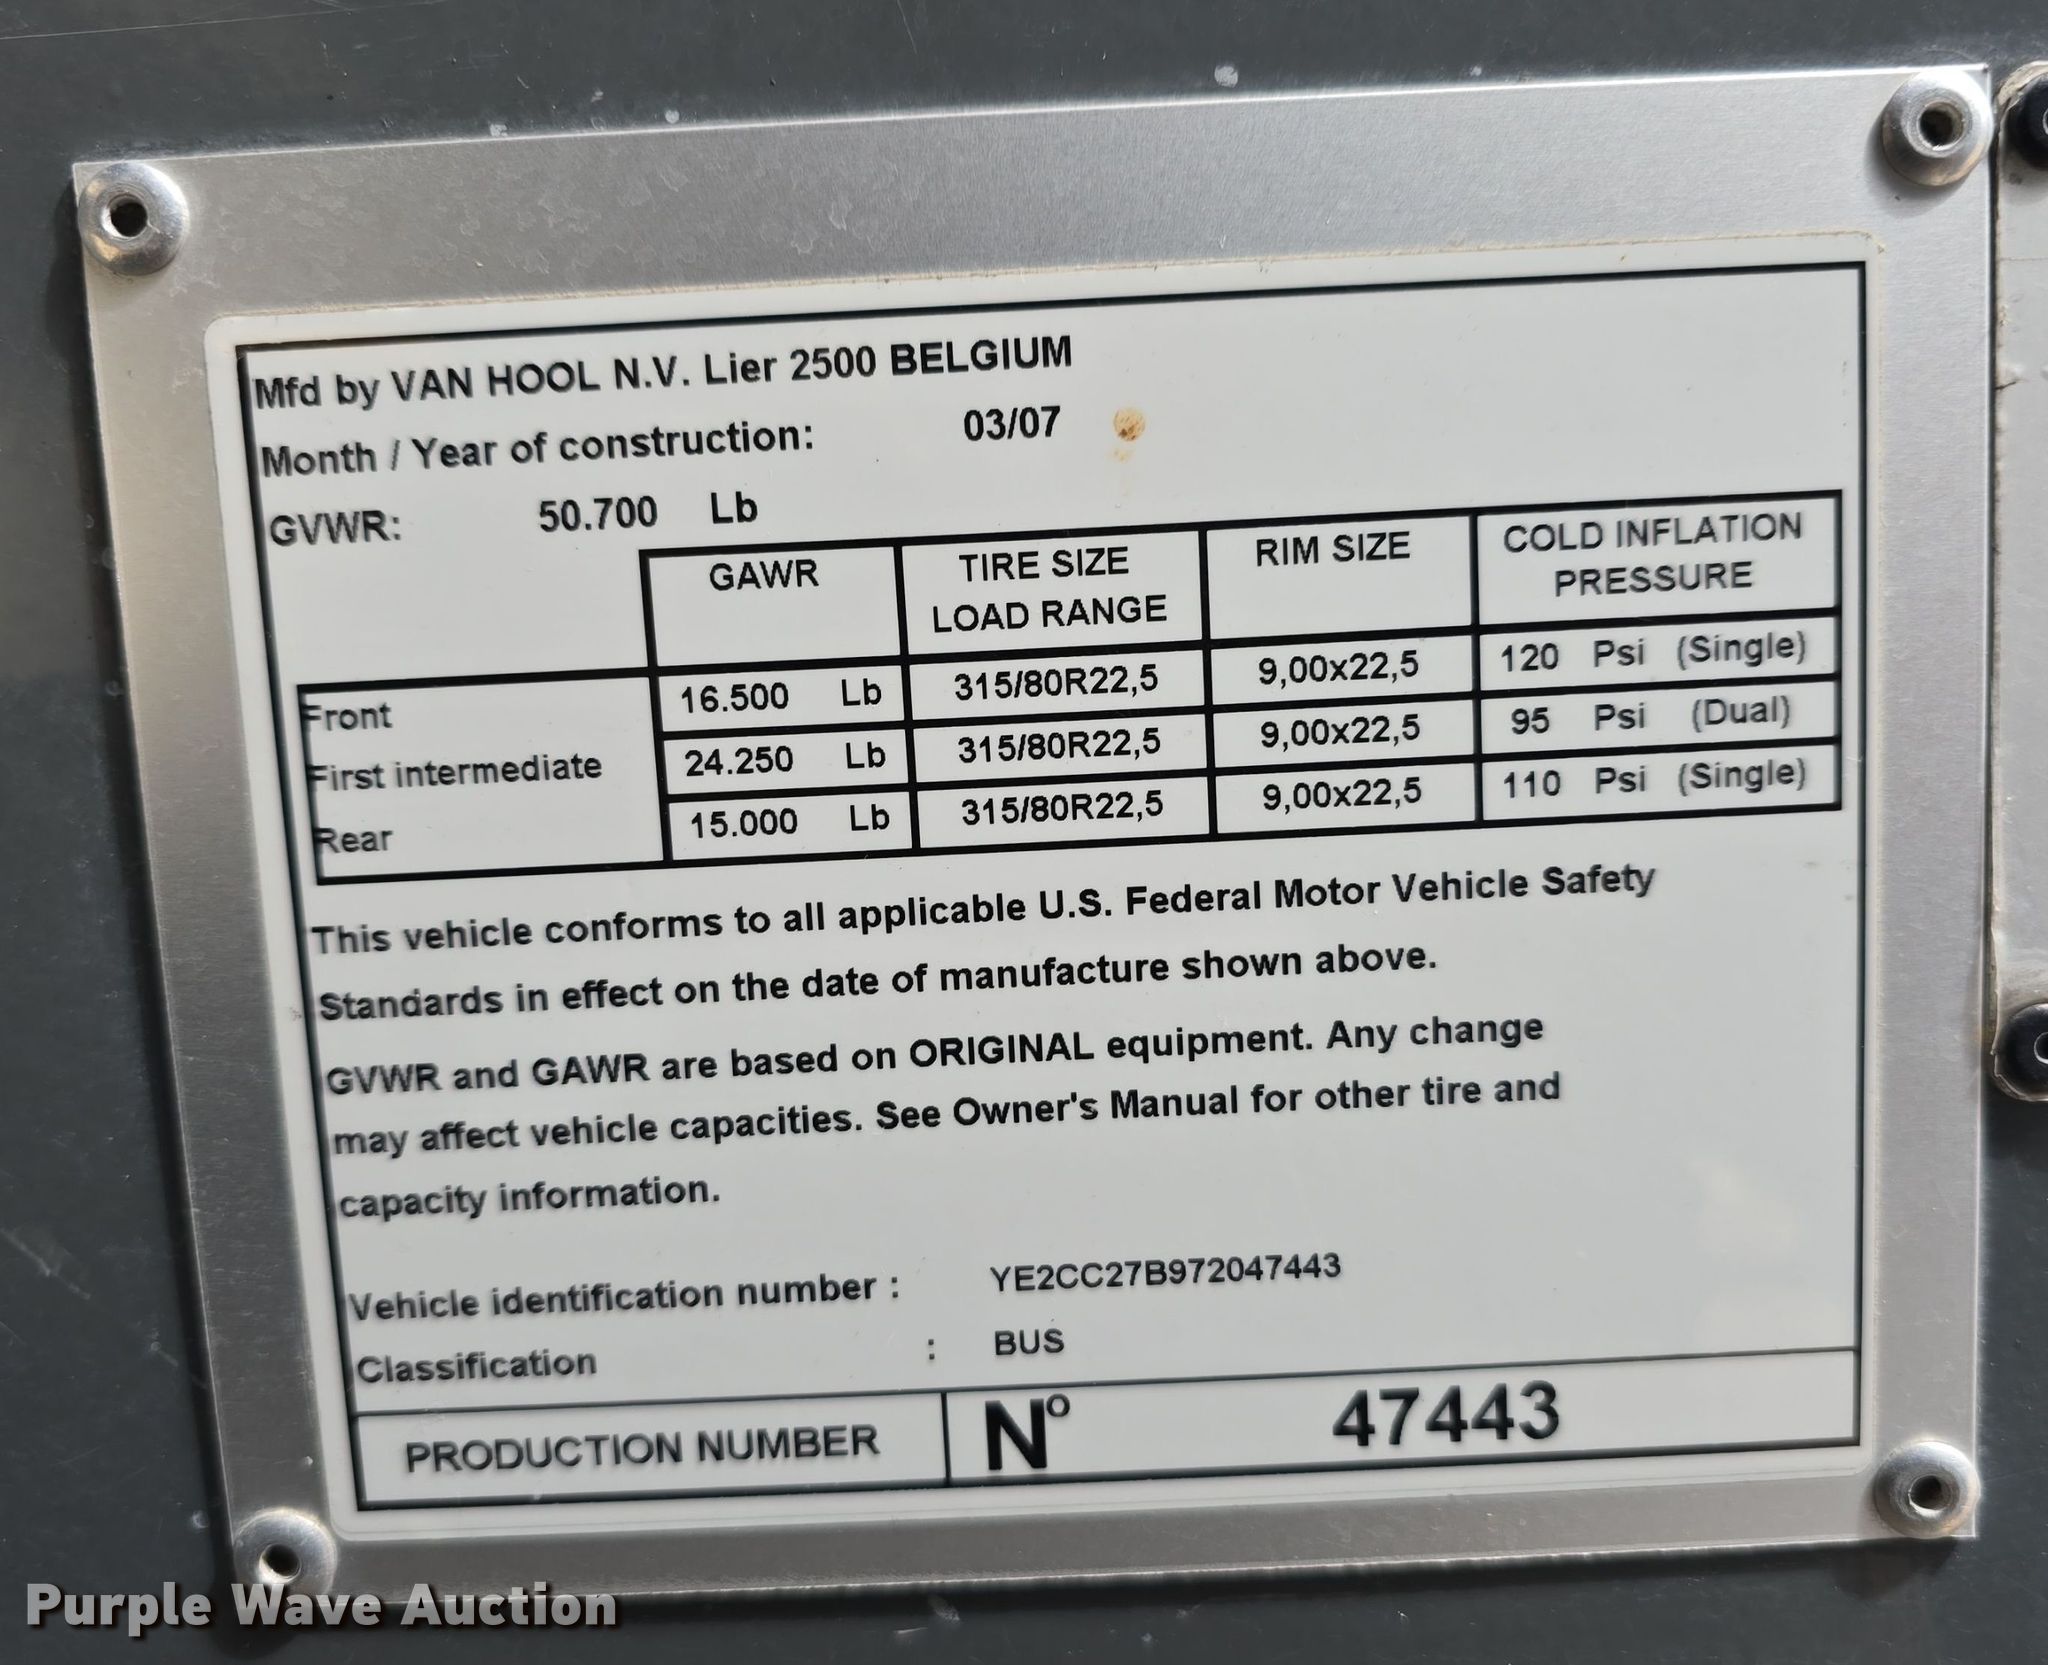 Mfd by VAN HOOL N.V. Lier 2500 BELGIUM
Month / Year of construction: 03/07
GVWR: 50.700 Lb
GAWR TIRE SIZE LOAD RANGE RIM SIZE COLD INFLATION PRESSURE
Front 16.500 Lb 315/80R22,5 9,00x22,5 120 Psi (Single)
First intermediate 24.250 Lb 315/80R22,5 9,00x22,5 95 Psi (Dual)
Rear 15.000 Lb 315/80R22,5 9,00x22,5 110 Psi (Single)
This vehicle conforms to all applicable U.S. Federal Motor Vehicle Safety
Standards in effect on the date of manufacture shown above.
GVWR and GAWR are based on ORIGINAL equipment. Any change
may affect vehicle capacities. See Owner's Manual for other tire and
capacity information.
Vehicle identification number : YE2CC27B972047443
Classification : BUS
PRODUCTION NUMBER Nº 47443
Purple Wave Auction